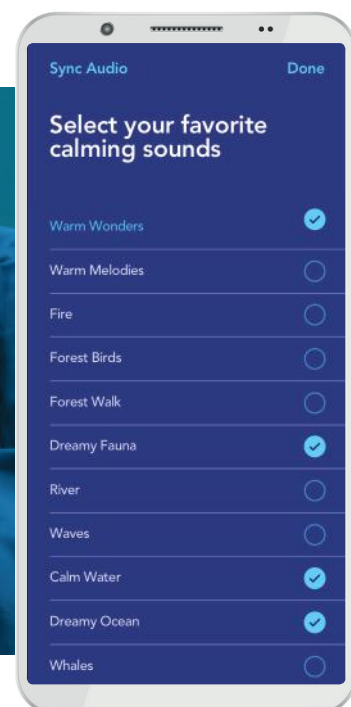 Sync Audio Done
Select your favorite
calming sounds
Warm Wonders
Warm Melodies
Fire
Forest Birds
Forest Walk
Dreamy Fauna
River
Waves
Calm Water
Dreamy Ocean
Whales